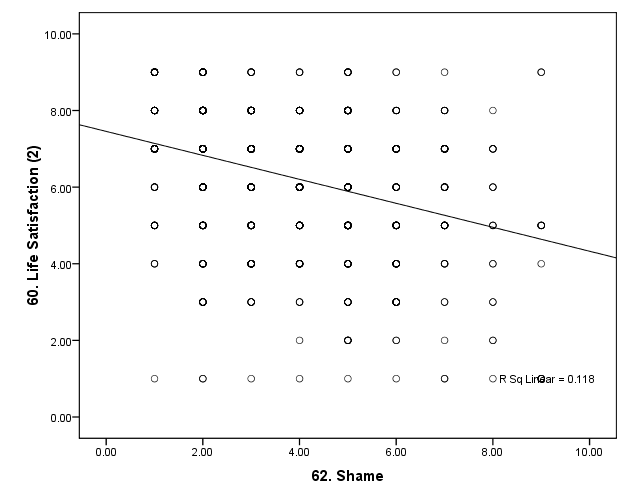 10.00
8.00
6.00
4.00
2.00
0.00
60. Life Satisfaction (2)
R Sq Linear = 0.118
0.00 2.00 4.00 6.00 8.00 10.00
62. Shame